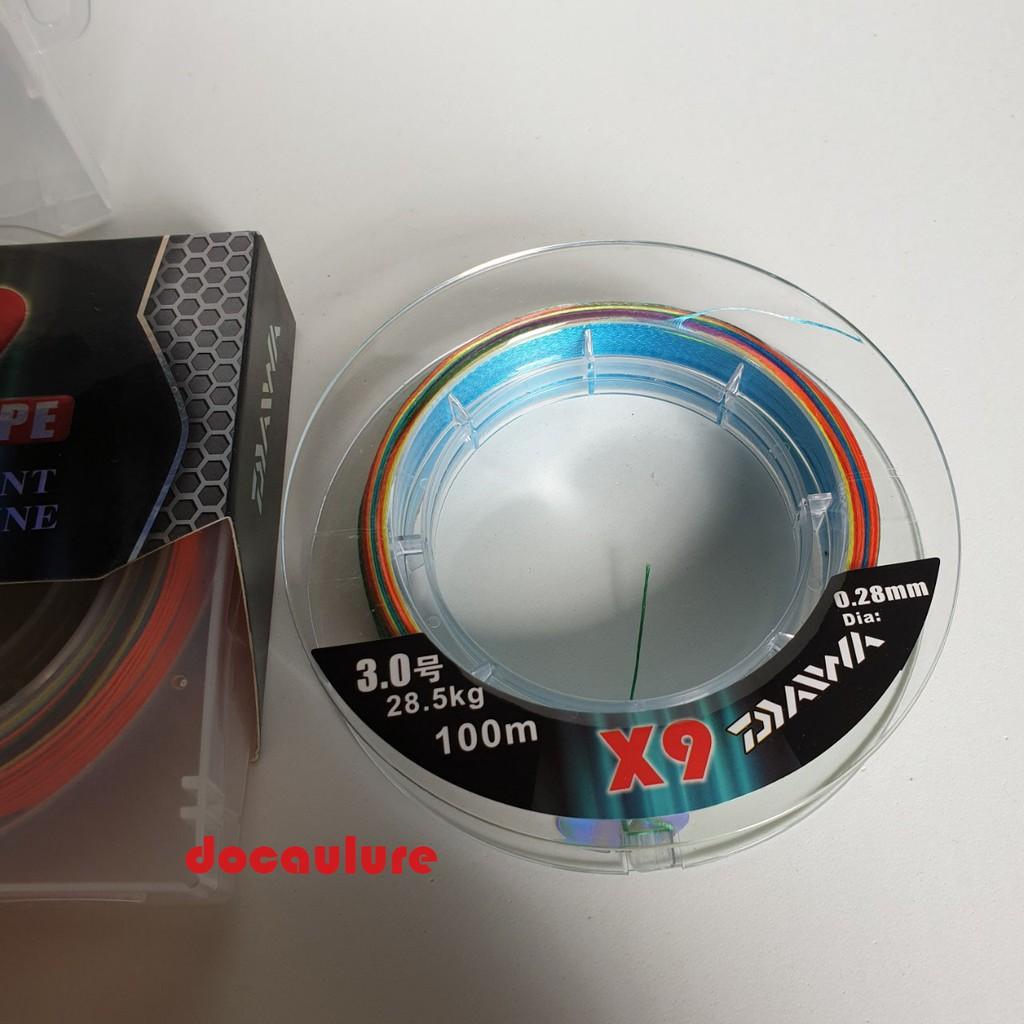 DAIWA
PE
NT
NE
3.0号
28.5kg
100m
X9
DAIWA
Dia:
0.28mm
docaulure